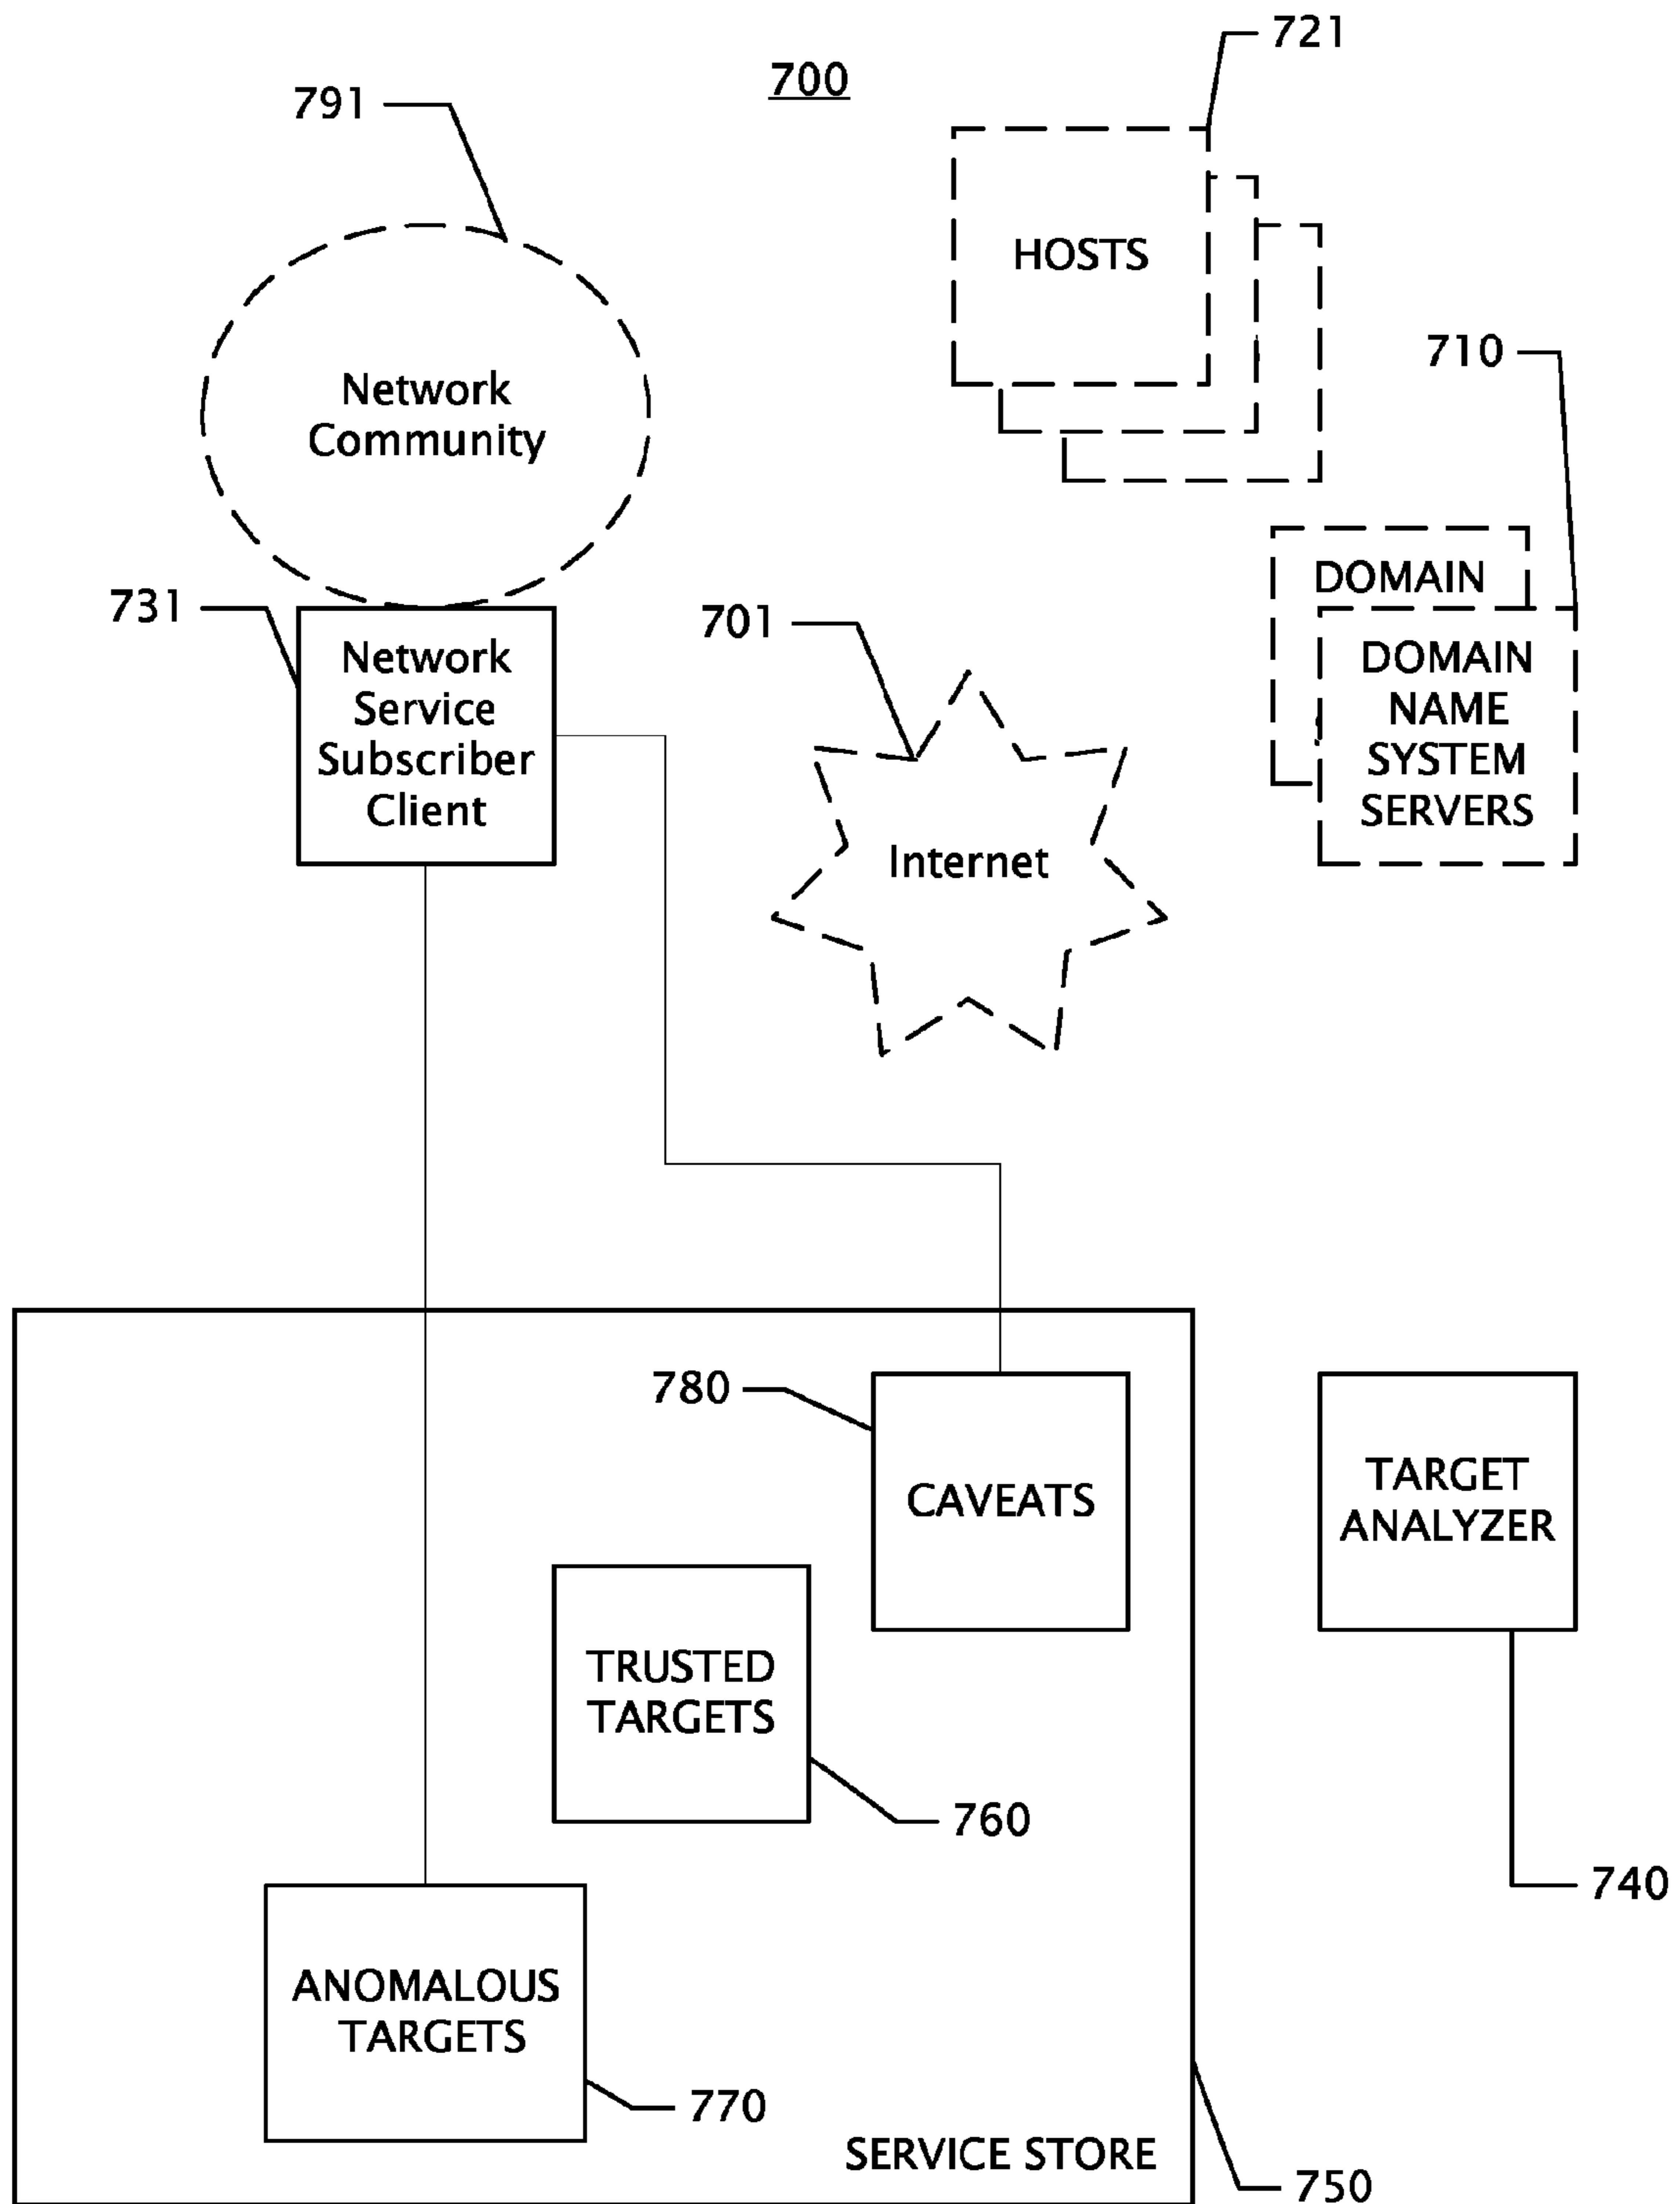 721
700
791
HOSTS
710
Network
Community
DOMAIN
731
701
Network
Service
Subscriber
Client
DOMAIN
NAME
SYSTEM
SERVERS
Internet
780
CAVEATS
TARGET
ANALYZER
TRUSTED
TARGETS
760
740
ANOMALOUS
TARGETS
770
SERVICE STORE
750